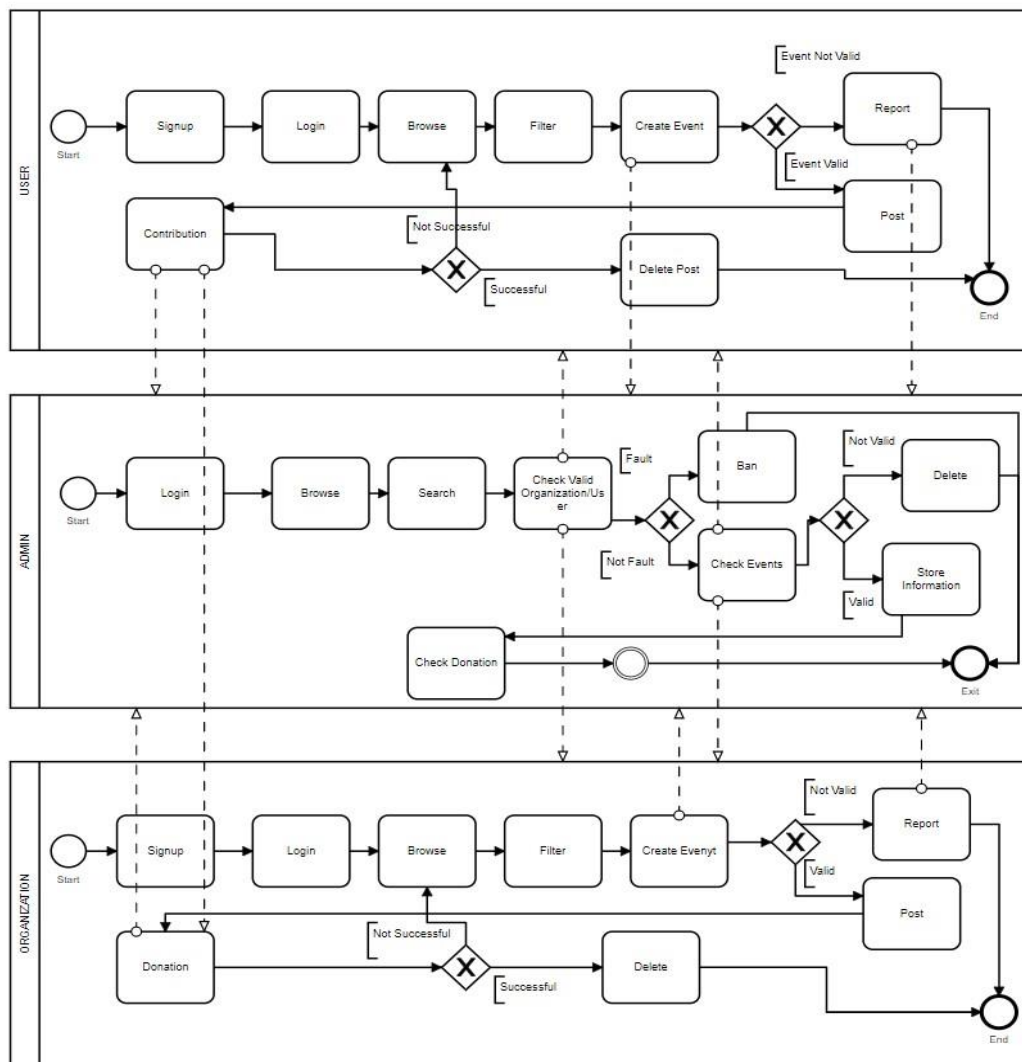 USER
Start
Signup
Login
Browse
Filter
Create Event
Event Not Valid
Report
Event Valid
Post
Contribution
Not Successful
Successful
Delete Post
End
ADMIN
Start
Login
Browse
Search
Check Valid
Organization/Us
er
Fault
Ban
Not Fault
Check Events
Not Valid
Delete
Valid
Store
Information
Check Donation
Exit
ORGANIZATION
Start
Signup
Login
Browse
Filter
Create Evenyt
Not Valid
Report
Valid
Post
Donation
Not Successful
Successful
Delete
End